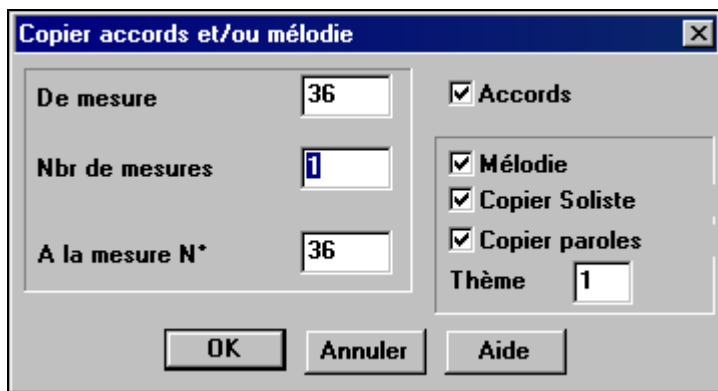 Copier accords et/ou mélodie
De mesure 36
Nbr de mesures 1
A la mesure N° 36
Accords
Mélodie
Copier Soliste
Copier paroles
Thème 1
OK Annuler Aide